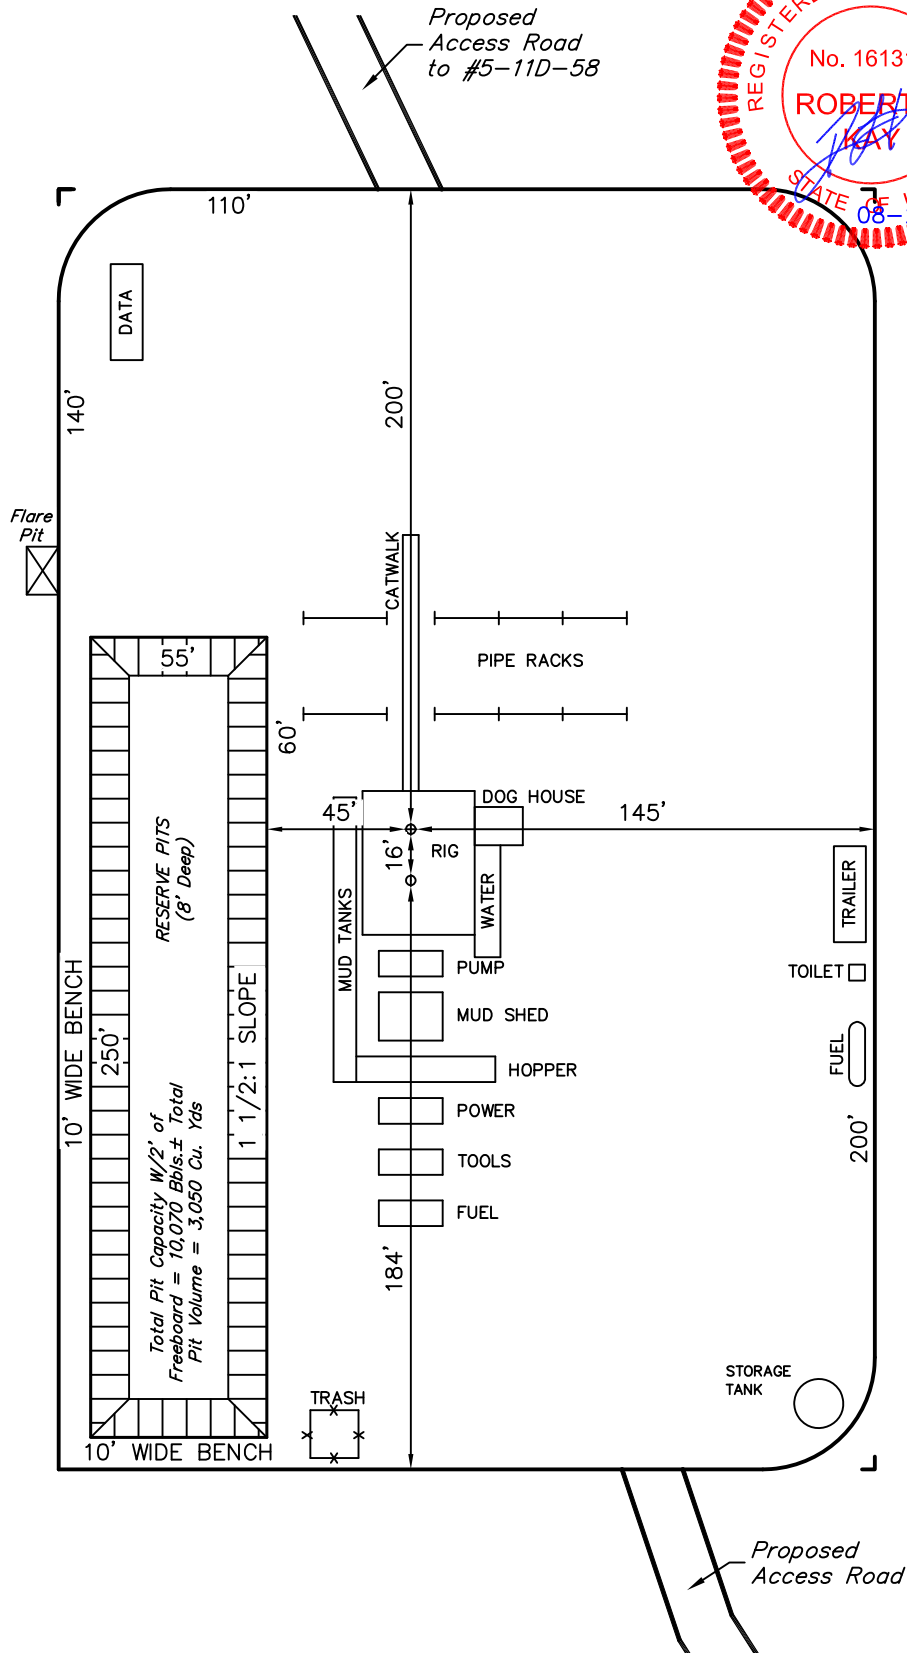 Proposed
Access Road
to #5-11D-58
REGISTERED
No. 16131
ROBERT
KAY
STATE OF
08-
110'
DATA
140'
200'
Flare
Pit
CATWALK
PIPE RACKS
55'
60'
DOG HOUSE
45'
145'
16'
RIG
RESERVE PITS
(8' Deep)
MUD TANKS
WATER
TRAILER
PUMP
TOILET
MUD SHED
10' WIDE BENCH
250'
1 1/2:1 SLOPE
FUEL
HOPPER
POWER
200'
TOOLS
FUEL
Total Pit Capacity W/2' of
Freeboard = 10,070 Bbls.± Total
Pit Volume = 3,050 Cu. Yds
184'
STORAGE
TANK
TRASH
10' WIDE BENCH
Proposed
Access Road